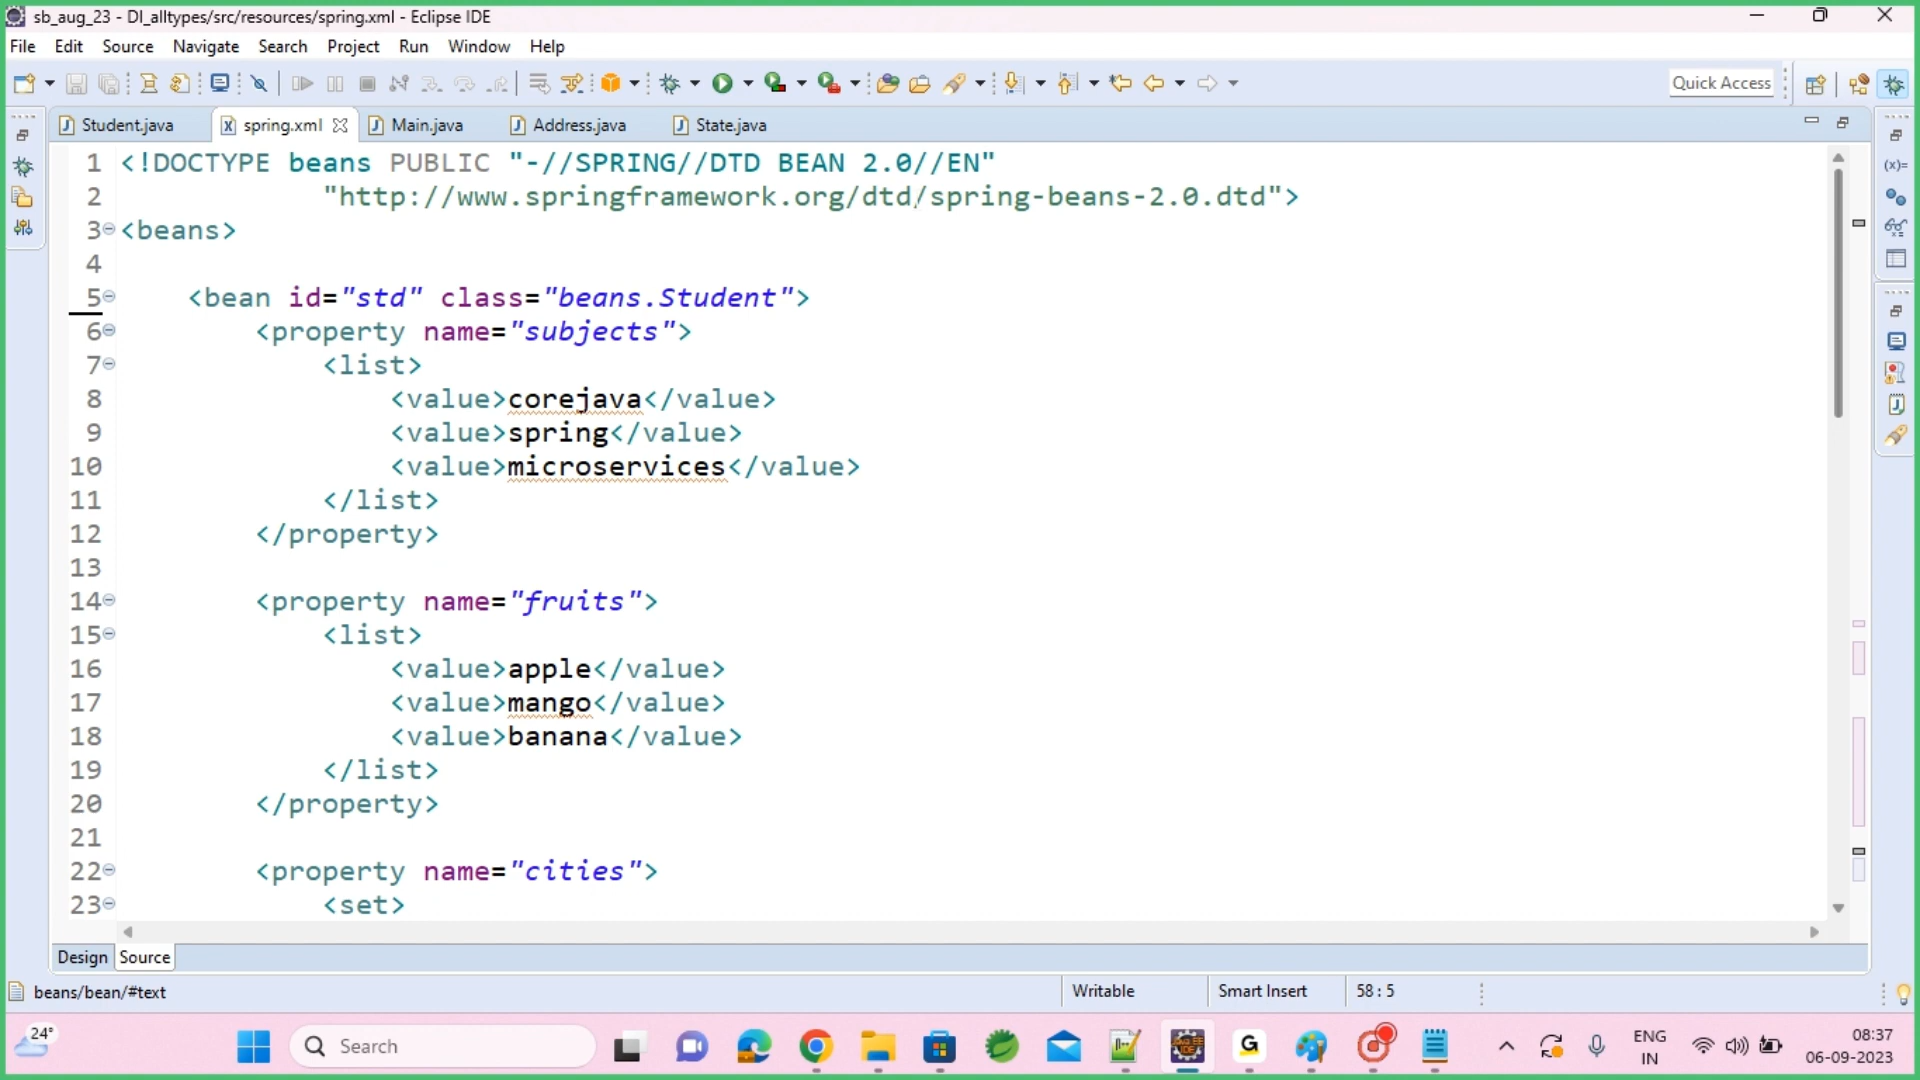 sb_aug_23 - DI_alltypes/src/resources/spring.xml - Eclipse IDE
File Edit Source Navigate Search Project Run Window Help
Quick Access
Student.java spring.xml Main.java Address.java State.java
1 <!DOCTYPE beans PUBLIC "-//SPRING//DTD BEAN 2.0//EN"
2 "http://www.springframework.org/dtd/spring-beans-2.0.dtd">
3 <beans>
4
5 <bean id="std" class="beans.Student">
6 <property name="subjects">
7 <list>
8 <value>corejava</value>
9 <value>spring</value>
10 <value>microservices</value>
11 </list>
12 </property>
13
14 <property name="fruits">
15 <list>
16 <value>apple</value>
17 <value>mango</value>
18 <value>banana</value>
19 </list>
20 </property>
21
22 <property name="cities">
23 <set>
Design Source
beans/bean/#text Writable Smart Insert 58 : 5
24°
Search
ENG
IN
08:37
06-09-2023